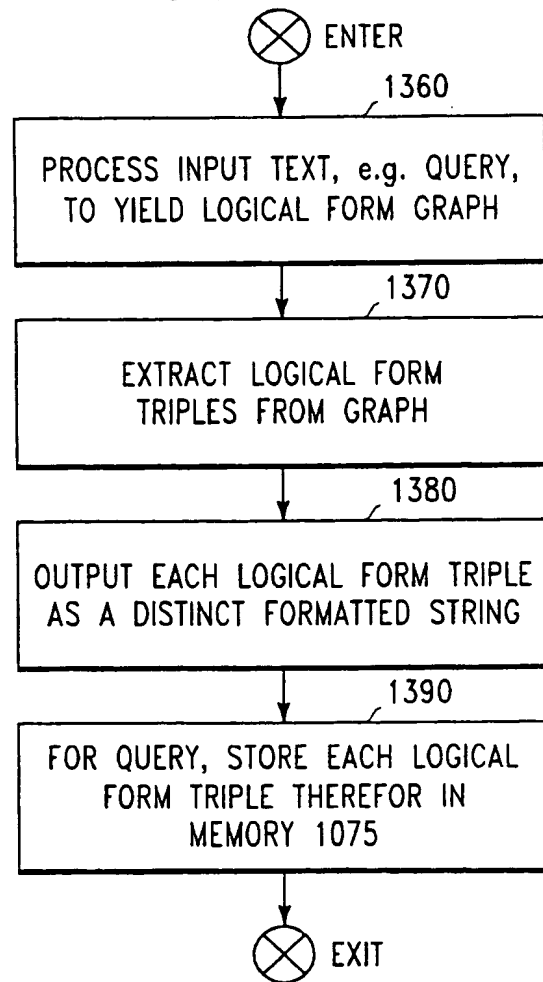 ENTER
1360
PROCESS INPUT TEXT, e.g. QUERY,
TO YIELD LOGICAL FORM GRAPH
1370
EXTRACT LOGICAL FORM
TRIPLES FROM GRAPH
1380
OUTPUT EACH LOGICAL FORM TRIPLE
AS A DISTINCT FORMATTED STRING
1390
FOR QUERY, STORE EACH LOGICAL
FORM TRIPLE THEREFOR IN
MEMORY 1075
EXIT